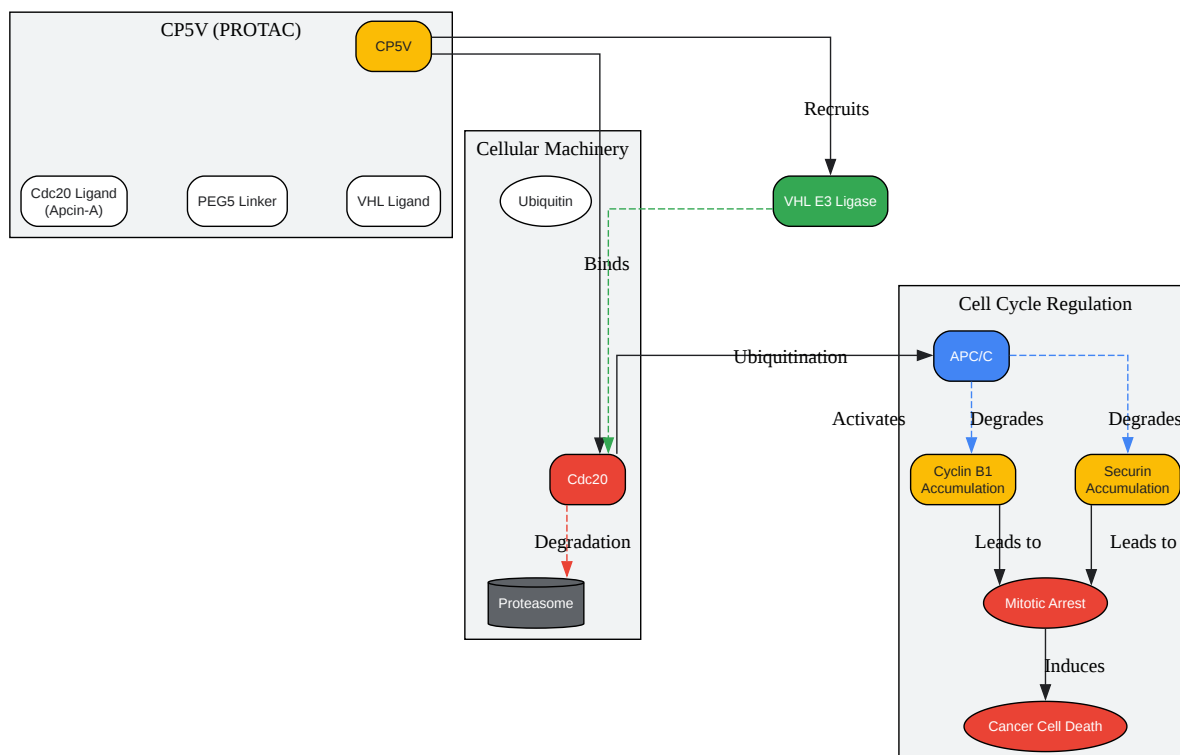 CP5V (PROTAC)
CP5V
Recruits
Cellular Machinery
Cdc20 Ligand
(Apcin-A)
PEG5 Linker
VHL Ligand
Ubiquitin
VHL E3 Ligase
Binds
Cell Cycle Regulation
Ubiquitination
APC/C
Activates
Degrades
Degrades
Cdc20
Cyclin B1
Accumulation
Securin
Accumulation
Degradation
Leads to
Leads to
Proteasome
Mitotic Arrest
Induces
Cancer Cell Death